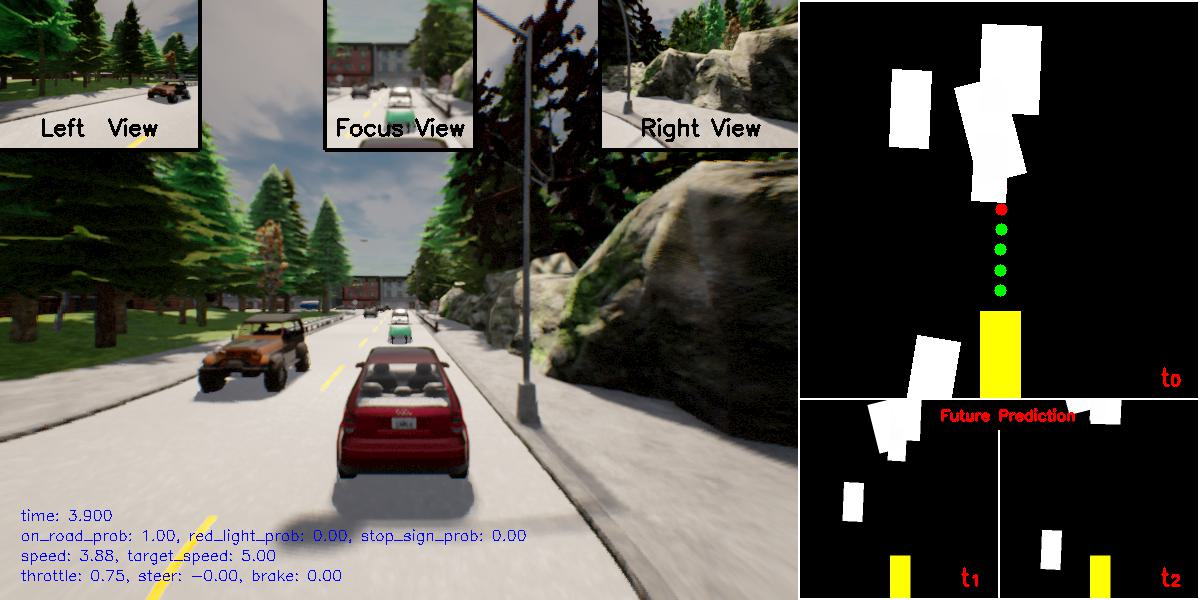 Left View
Focus View
Right View
time: 3.900
on_road_prob: 1.00, red_light_prob: 0.00, stop_sign_prob: 0.00
speed: 3.88, target_speed: 5.00
throttle: 0.75, steer: −0.00, brake: 0.00
t0
Future Prediction
t1
t2